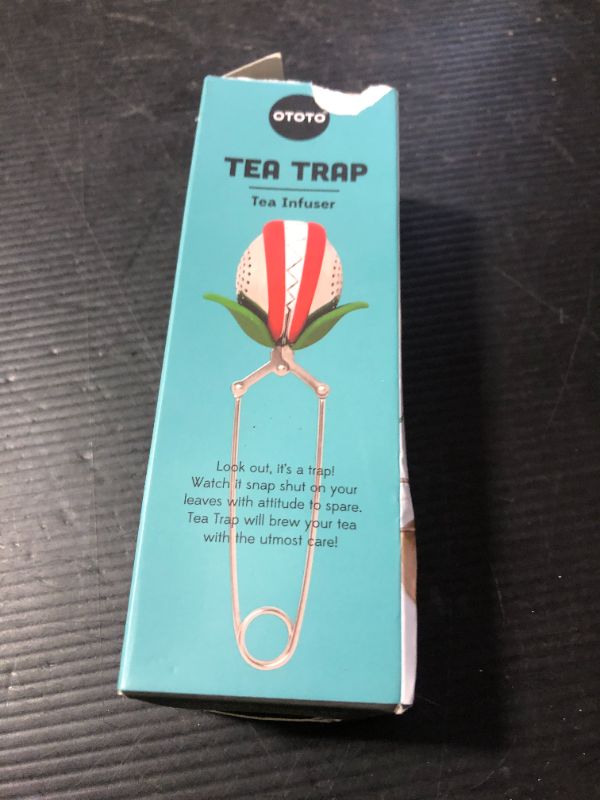 OTOTO
TEA TRAP
Tea Infuser
Look out, it's a trap!
Watch it snap shut on your
leaves with attitude to spare.
Tea Trap will brew your tea
with the utmost care!